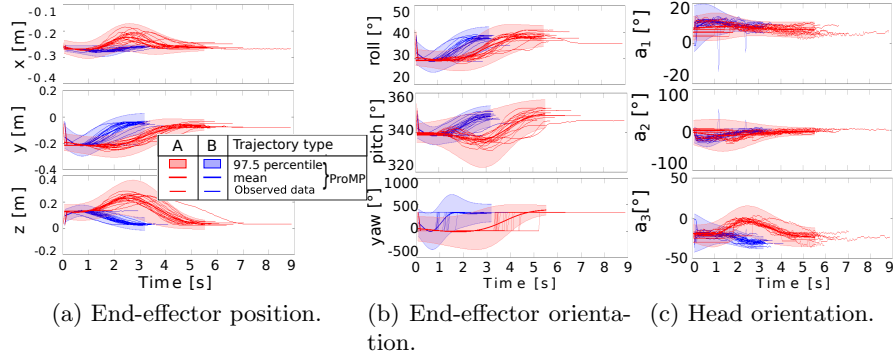 -0.1
-0.2
-0.3
-0.4
x [m]
0.2
0
-0.2
-0.4
y [m]
0.4
0.2
0
-0.2
z [m]
0 1 2 3 4 5 6 7 8 9
Time [s]
A B Trajectory type
97.5 percentile
mean
Observed data
ProMP
50
40
30
20
roll [°]
360
340
320
pitch [°]
1000
500
0
-500
yaw [°]
0 1 2 3 4 5 6 7 8 9
Time [s]
20
0
-20
a1 [°]
100
0
-100
a2 [°]
50
0
-50
a3[°]
0 1 2 3 4 5 6 7 8 9
Time [s]
(a) End-effector position.
(b) End-effector orienta-
tion.
(c) Head orientation.